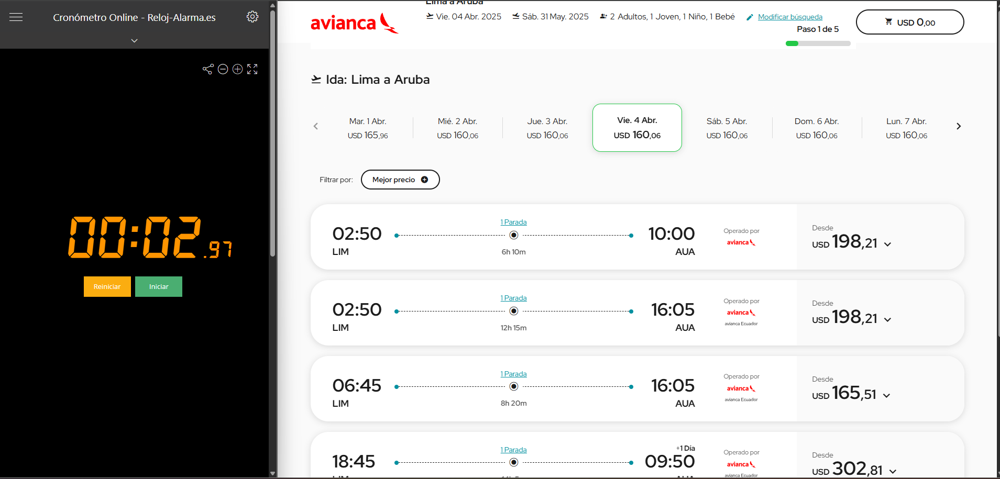 Cronómetro Online - Reloj-Alarma.es
00:02.97
Reiniciar
Iniciar
avianca
Lima a Aruba
Vie. 04 Abr. 2025
Sáb. 31 May. 2025
2 Adultos, 1 Joven, 1 Niño, 1 Bebé
Modificar búsqueda
Paso 1 de 5
USD 0,00
Ida: Lima a Aruba
Mar. 1 Abr.
USD 165,96
Mié. 2 Abr.
USD 160,06
Jue. 3 Abr.
USD 160,06
Vie. 4 Abr.
USD 160,06
Sáb. 5 Abr.
USD 160,06
Dom. 6 Abr.
USD 160,06
Lun. 7 Abr.
USD 160,06
Filtrar por:
Mejor precio
02:50
LIM
1 Parada
6h 10m
10:00
AUA
Operado por
avianca
Desde
USD 198,21
02:50
LIM
1 Parada
12h 15m
16:05
AUA
Operado por
avianca
avianca Ecuador
Desde
USD 198,21
06:45
LIM
1 Parada
8h 20m
16:05
AUA
Operado por
avianca
avianca Ecuador
Desde
USD 165,51
18:45
1 Parada
+1 Día
09:50
Operado por
avianca
avianca Ecuador
Desde
USD 302,81